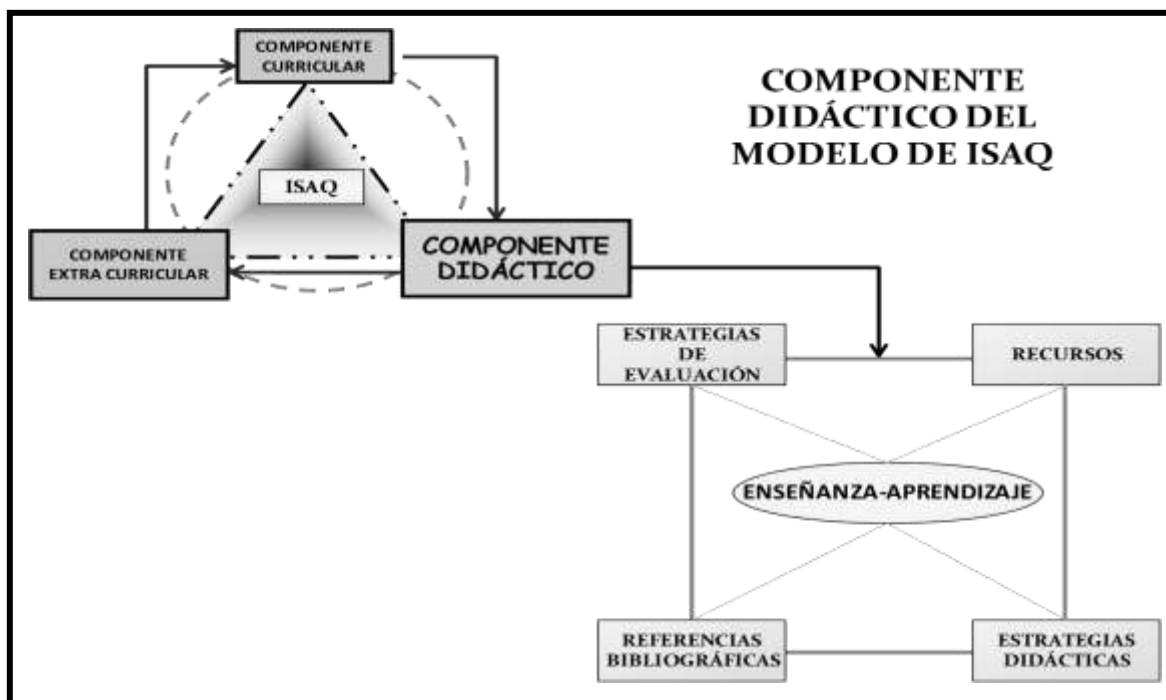 COMPONENTE
CURRICULAR
COMPONENTE
DIDÁCTICO DEL
MODELO DE ISAQ
ISAQ
COMPONENTE
EXTRA CURRICULAR
COMPONENTE
DIDÁCTICO
ESTRATEGIAS
DE
EVALUACIÓN
RECURSOS
ENSEÑANZA-APRENDIZAJE
REFERENCIAS
BIBLIOGRÁFICAS
ESTRATEGIAS
DIDÁCTICAS